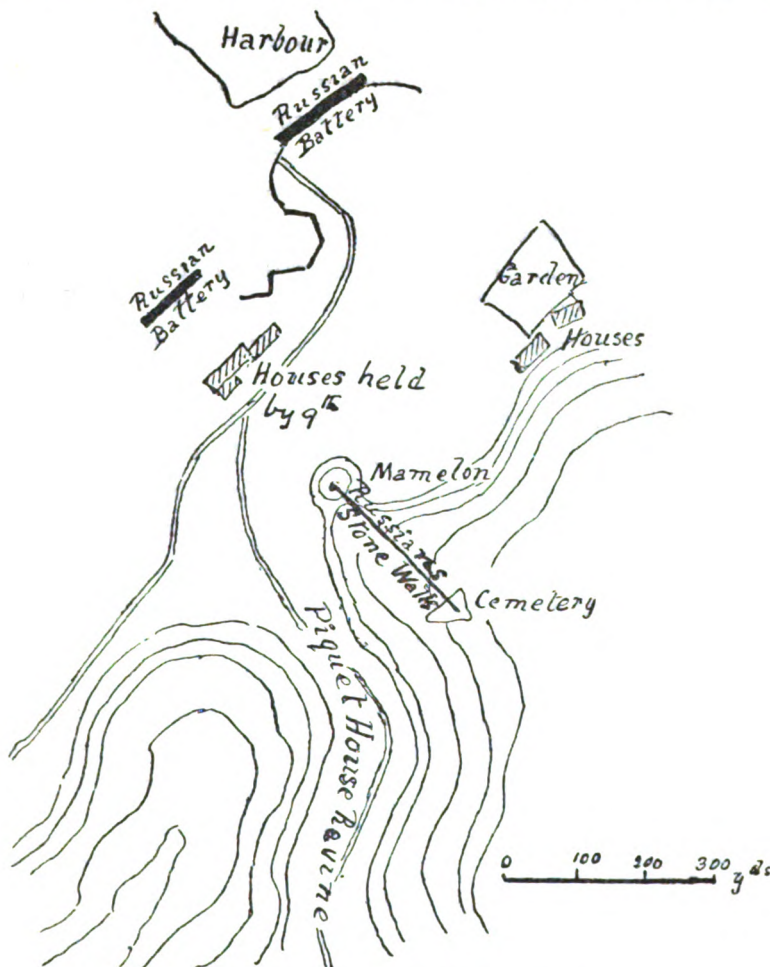 Harbour
Russian
Battery
Russian
Battery
Garden
Houses
Houses held
by 9th
Mamelon
Russians
Stone Walls
Cemetery
Piquet House Ravine
0 100 200 300 yds